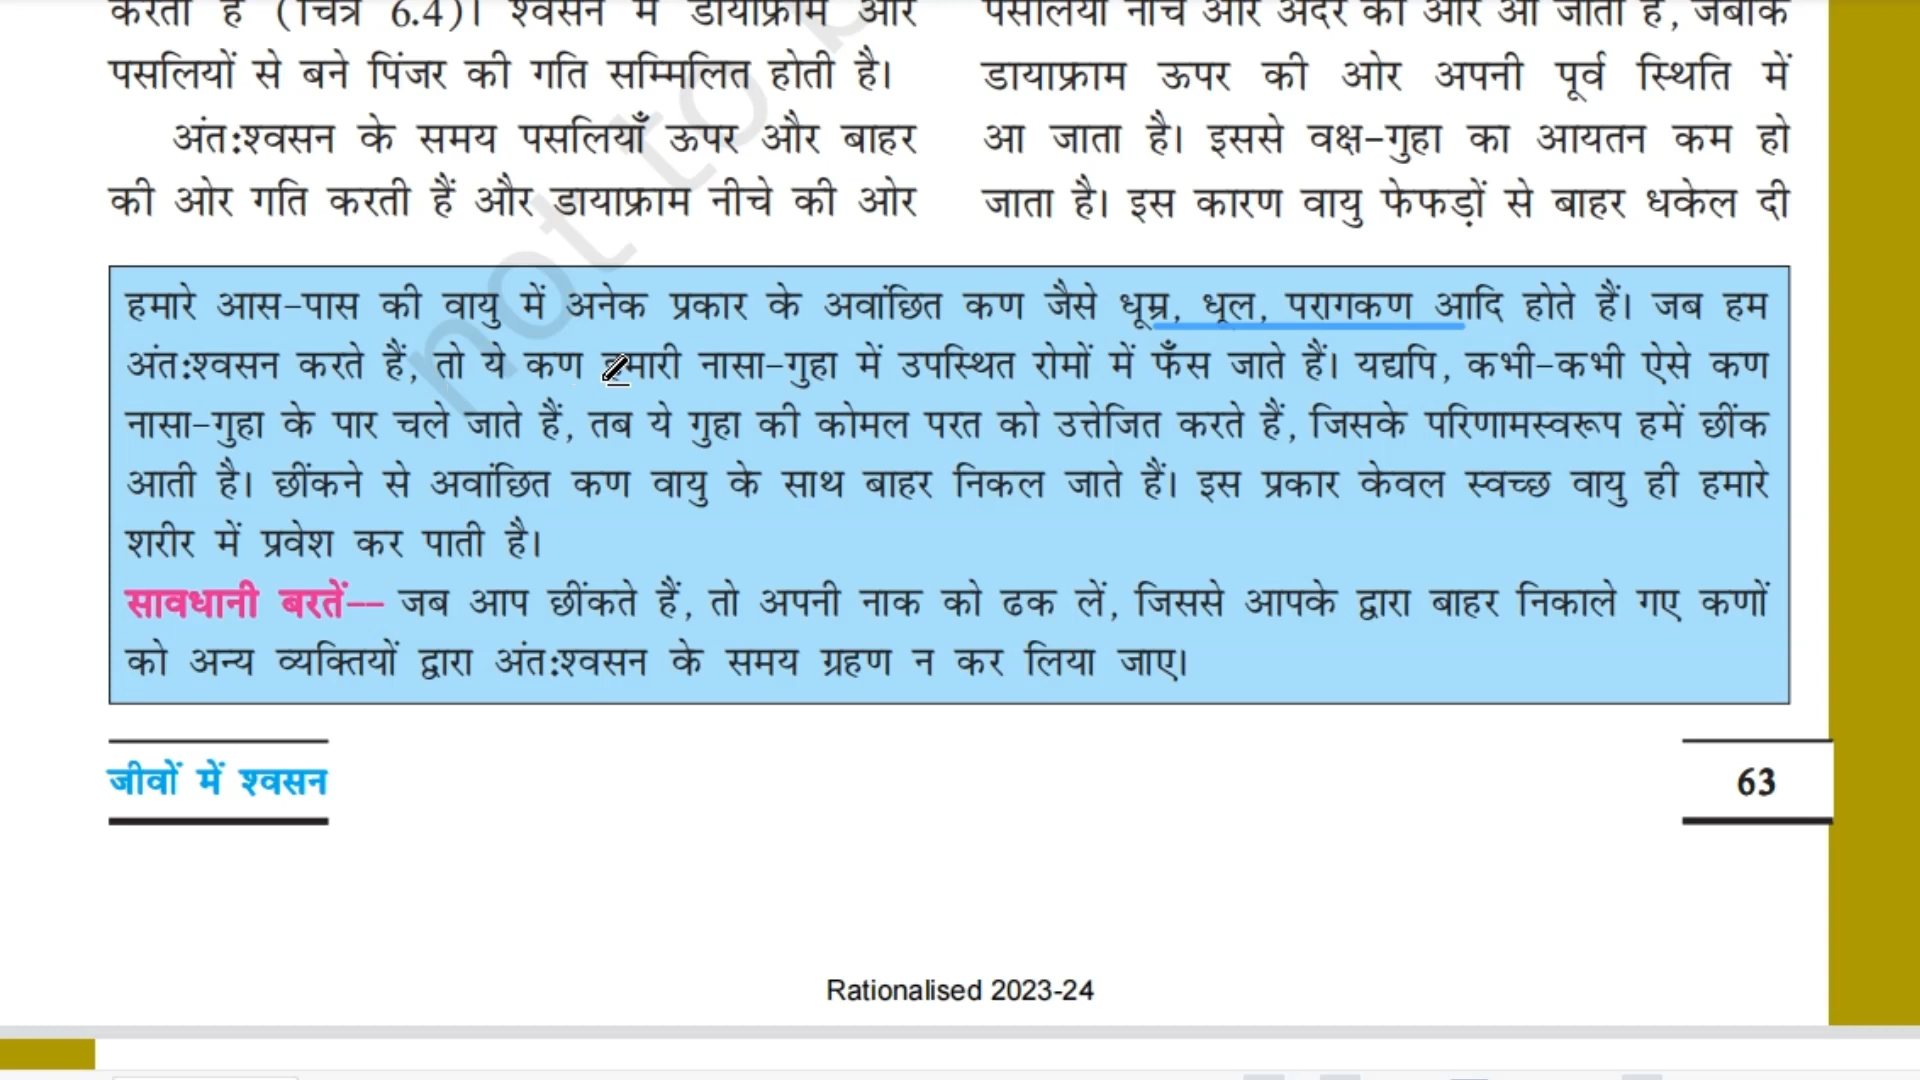 करती है (चित्र 6.4)। श्वसन में डायाफ्राम और
पसलियों से बने पिंजर की गति सम्मिलित होती है।
अंत:श्वसन के समय पसलियाँ ऊपर और बाहर
की ओर गति करती हैं और डायाफ्राम नीचे की ओर
पसलियाँ नीचे और अंदर की ओर आ जाती हैं, जबकि
डायाफ्राम ऊपर की ओर अपनी पूर्व स्थिति में
आ जाता है। इससे वक्ष-गुहा का आयतन कम हो
जाता है। इस कारण वायु फेफड़ों से बाहर धकेल दी
हमारे आस-पास की वायु में अनेक प्रकार के अवांछित कण जैसे धूम्र, धूल, परागकण आदि होते हैं। जब हम
अंत:श्वसन करते हैं, तो ये कण हमारी नासा-गुहा में उपस्थित रोमों में फँस जाते हैं। यद्यपि, कभी-कभी ऐसे कण
नासा-गुहा के पार चले जाते हैं, तब ये गुहा की कोमल परत को उत्तेजित करते हैं, जिसके परिणामस्वरूप हमें छींक
आती है। छींकने से अवांछित कण वायु के साथ बाहर निकल जाते हैं। इस प्रकार केवल स्वच्छ वायु ही हमारे
शरीर में प्रवेश कर पाती है।
सावधानी बरतें-- जब आप छींकते हैं, तो अपनी नाक को ढक लें, जिससे आपके द्वारा बाहर निकाले गए कणों
को अन्य व्यक्तियों द्वारा अंत:श्वसन के समय ग्रहण न कर लिया जाए।
जीवों में श्वसन
63
Rationalised 2023-24
not to b